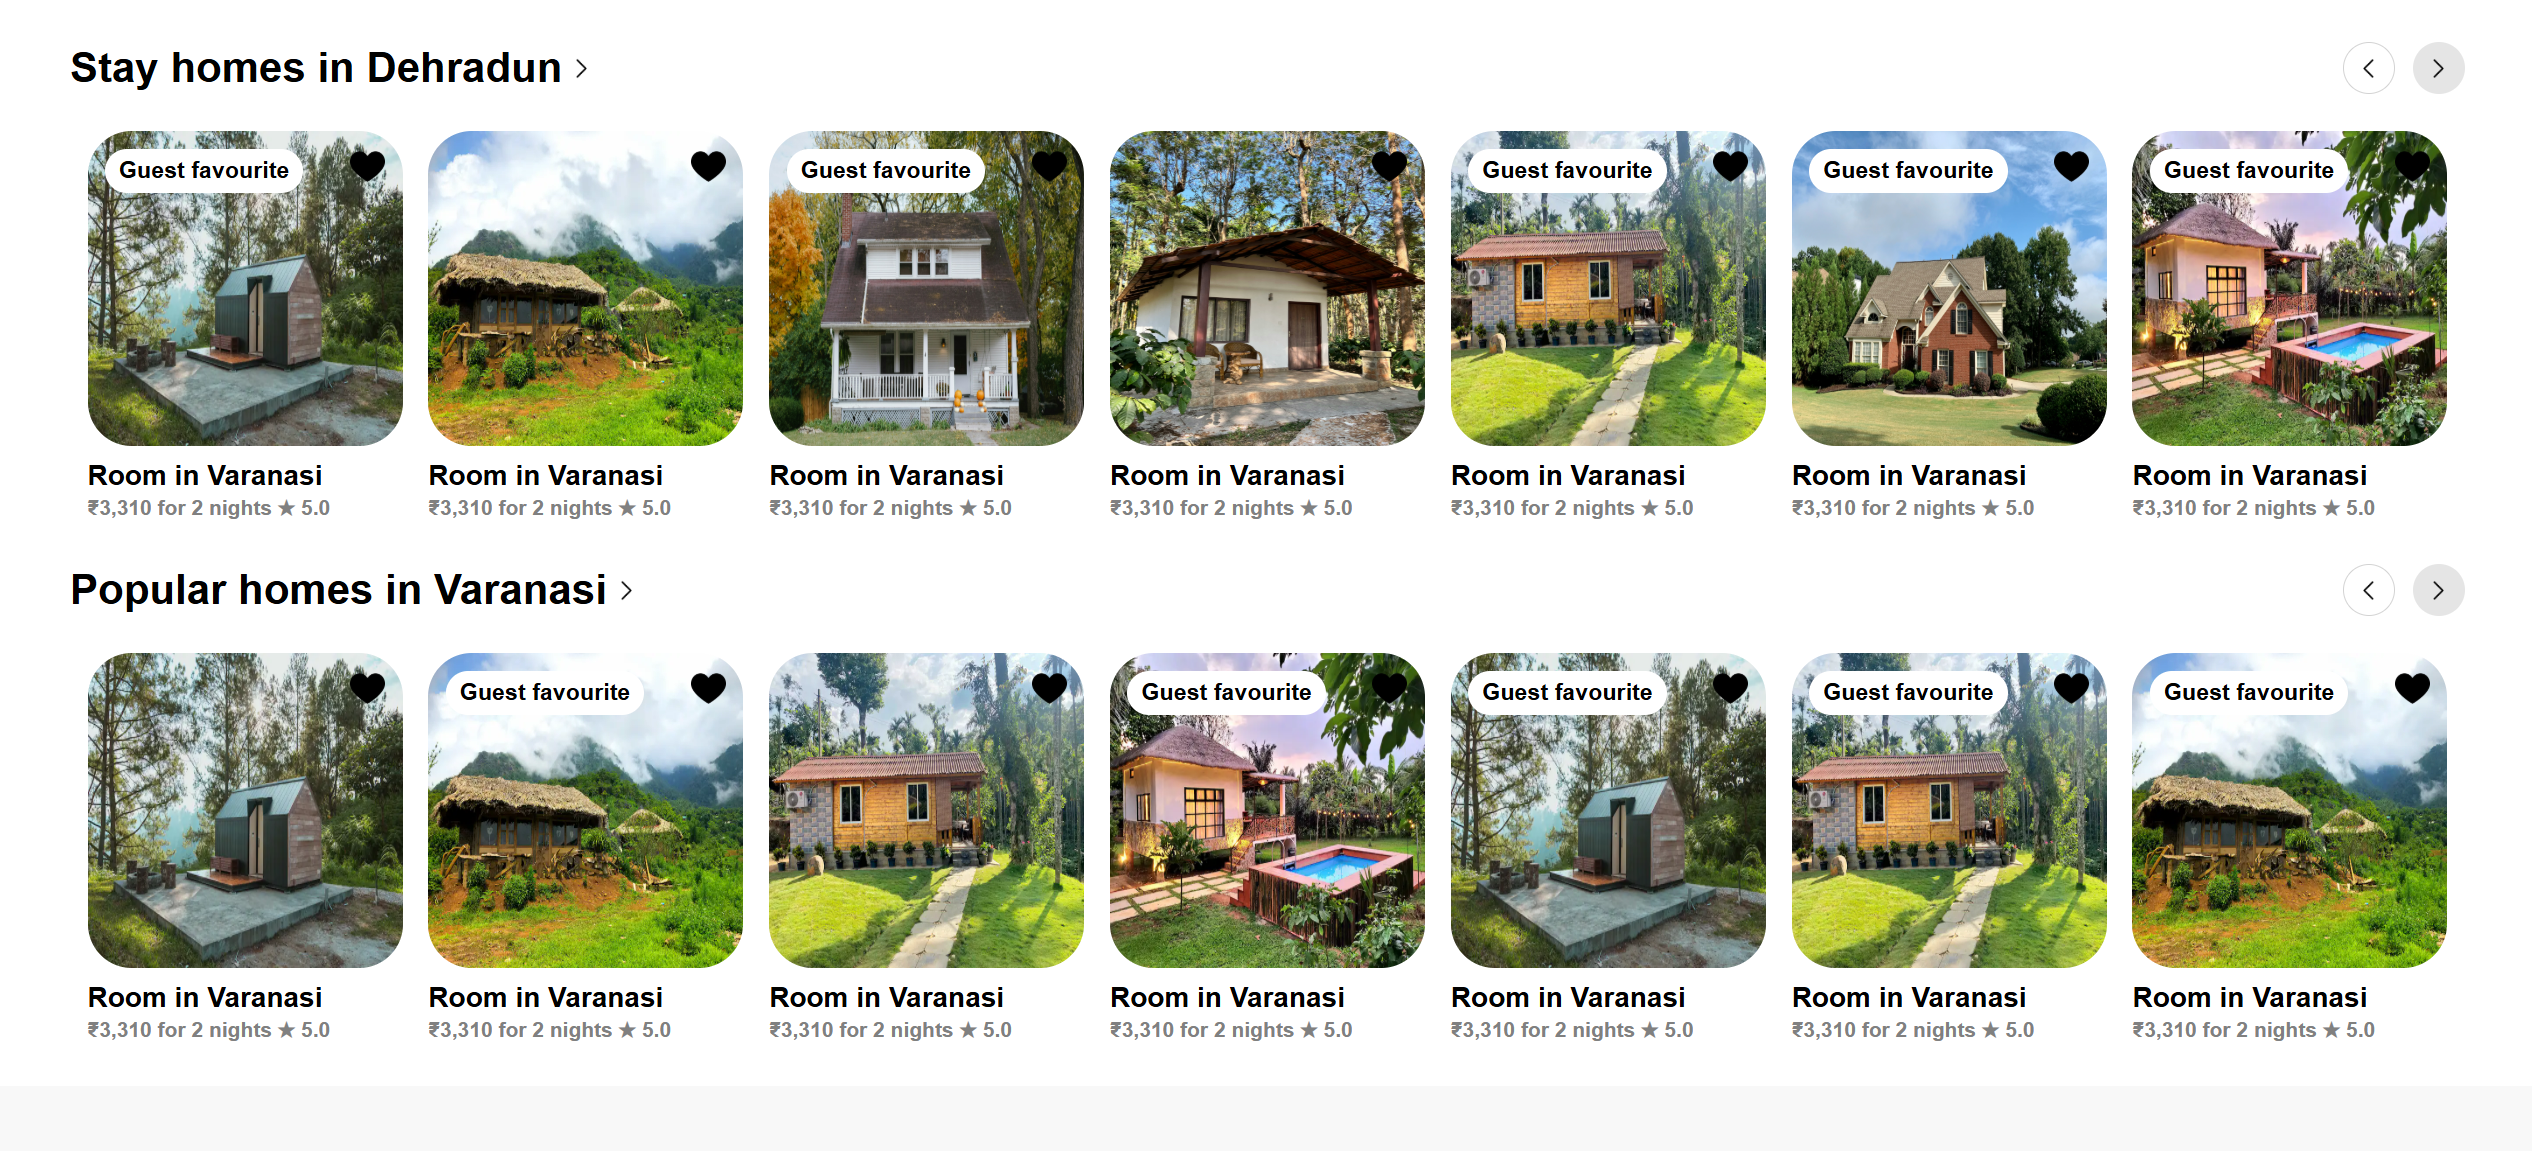 Stay homes in Dehradun
Guest favourite
Guest favourite
Guest favourite
Guest favourite
Guest favourite
Room in Varanasi
₹3,310 for 2 nights ★ 5.0
Room in Varanasi
₹3,310 for 2 nights ★ 5.0
Room in Varanasi
₹3,310 for 2 nights ★ 5.0
Room in Varanasi
₹3,310 for 2 nights ★ 5.0
Room in Varanasi
₹3,310 for 2 nights ★ 5.0
Room in Varanasi
₹3,310 for 2 nights ★ 5.0
Room in Varanasi
₹3,310 for 2 nights ★ 5.0
Popular homes in Varanasi
Guest favourite
Guest favourite
Guest favourite
Guest favourite
Guest favourite
Room in Varanasi
₹3,310 for 2 nights ★ 5.0
Room in Varanasi
₹3,310 for 2 nights ★ 5.0
Room in Varanasi
₹3,310 for 2 nights ★ 5.0
Room in Varanasi
₹3,310 for 2 nights ★ 5.0
Room in Varanasi
₹3,310 for 2 nights ★ 5.0
Room in Varanasi
₹3,310 for 2 nights ★ 5.0
Room in Varanasi
₹3,310 for 2 nights ★ 5.0